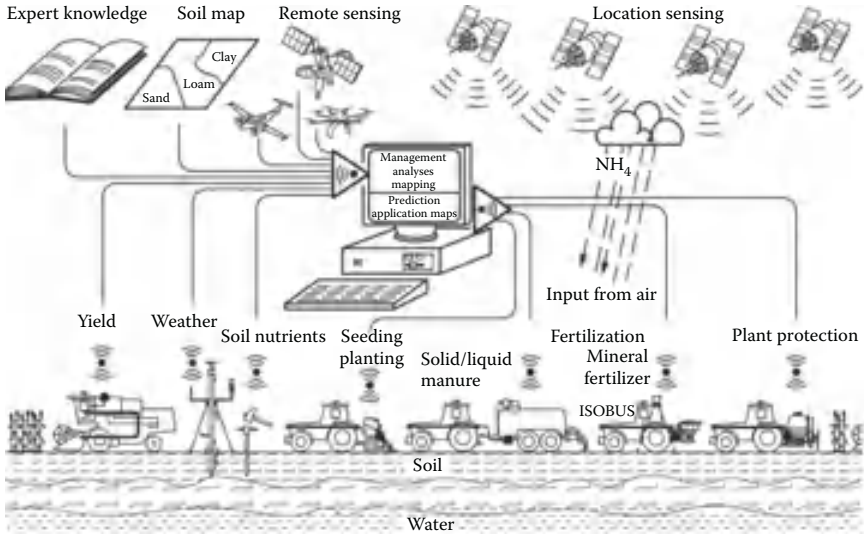 Expert knowledge
Soil map
Remote sensing
Location sensing
Clay
Loam
Sand
Management
analyses
mapping
Prediction
application maps
NH4
Input from air
Yield
Weather
Soil nutrients
Seeding
planting
Solid/liquid
manure
Fertilization
Mineral
fertilizer
ISOBUS
Plant protection
Soil
Water